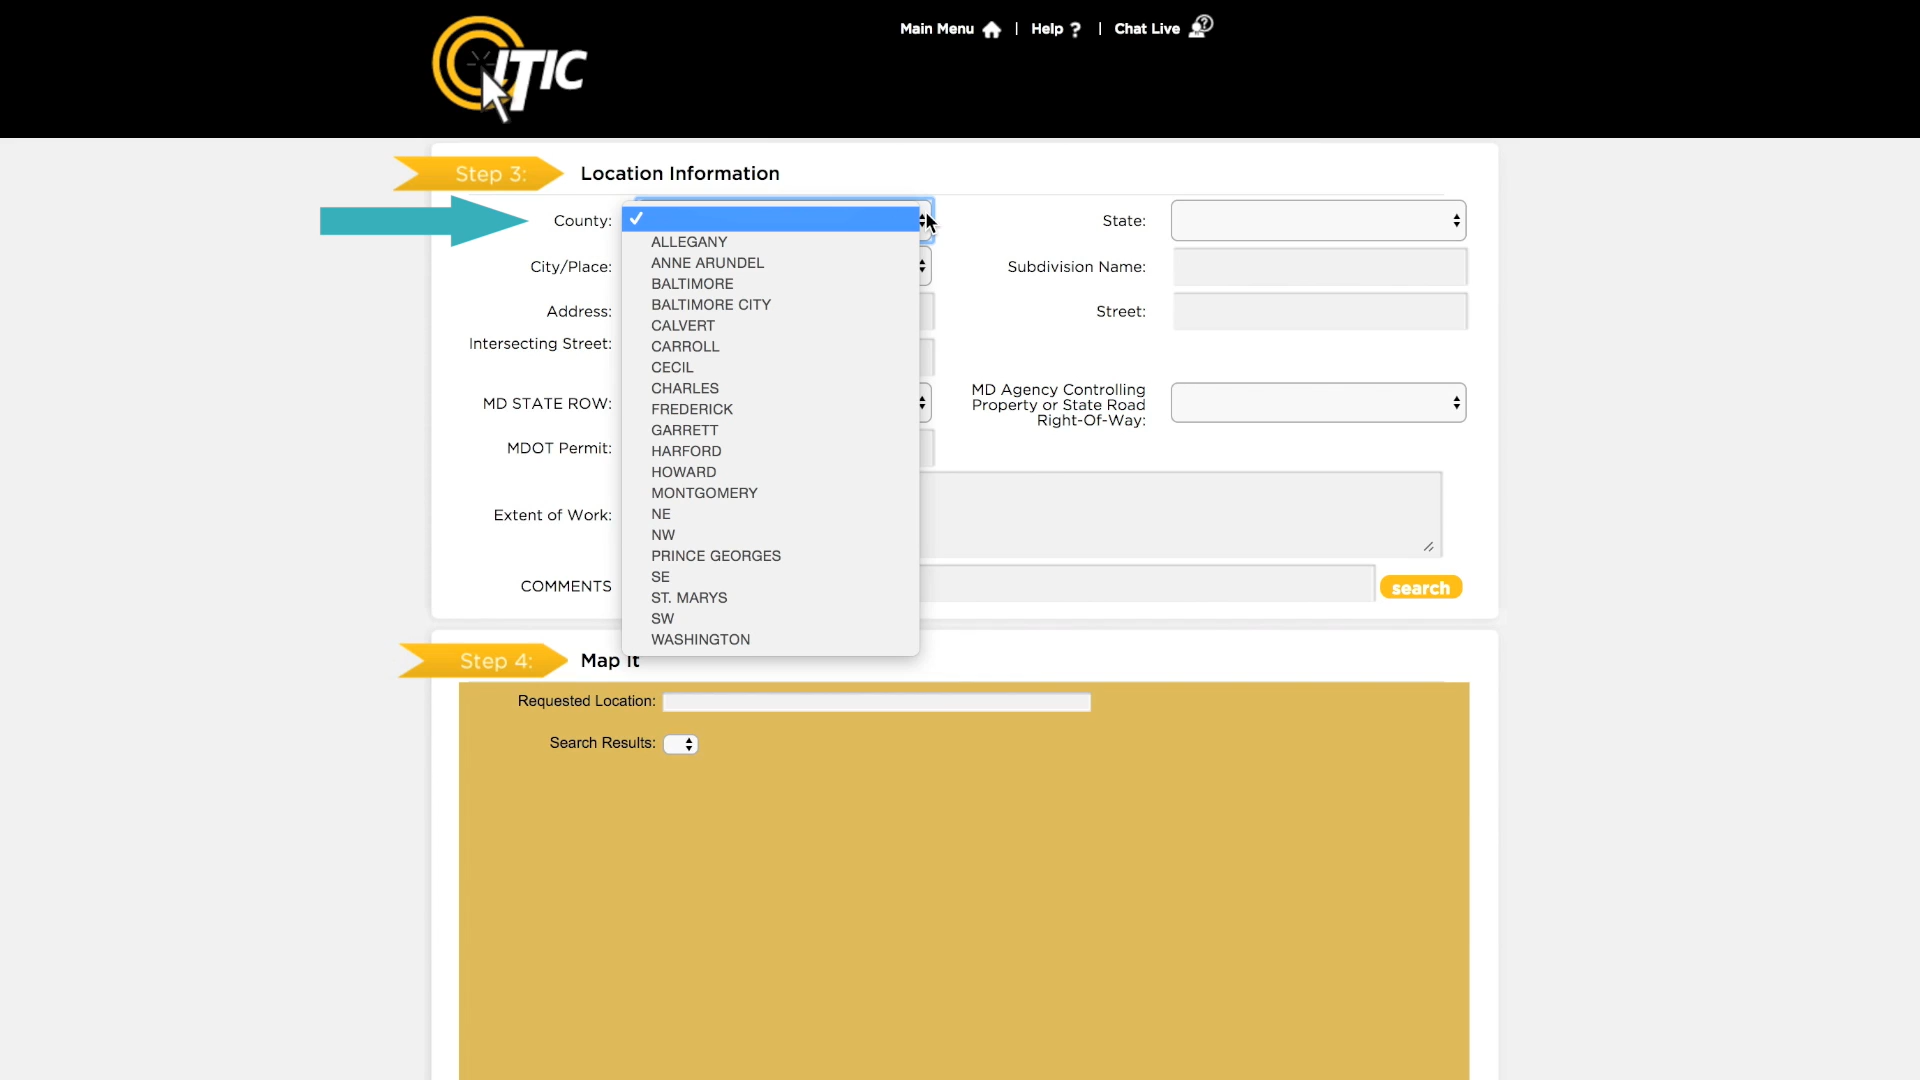 ITIC
Main Menu | Help ? | Chat Live ?
Step 3: Location Information
County:
ALLEGANY
ANNE ARUNDEL
BALTIMORE
BALTIMORE CITY
CALVERT
CARROLL
CECIL
CHARLES
FREDERICK
GARRETT
HARFORD
HOWARD
MONTGOMERY
NE
NW
PRINCE GEORGES
SE
ST. MARYS
SW
WASHINGTON
State:
City/Place:
Subdivision Name:
Address:
Street:
Intersecting Street:
MD STATE ROW:
MD Agency Controlling
Property or State Road
Right-Of-Way:
MDOT Permit:
Extent of Work:
COMMENTS
search
Step 4: Map It
Requested Location:
Search Results: